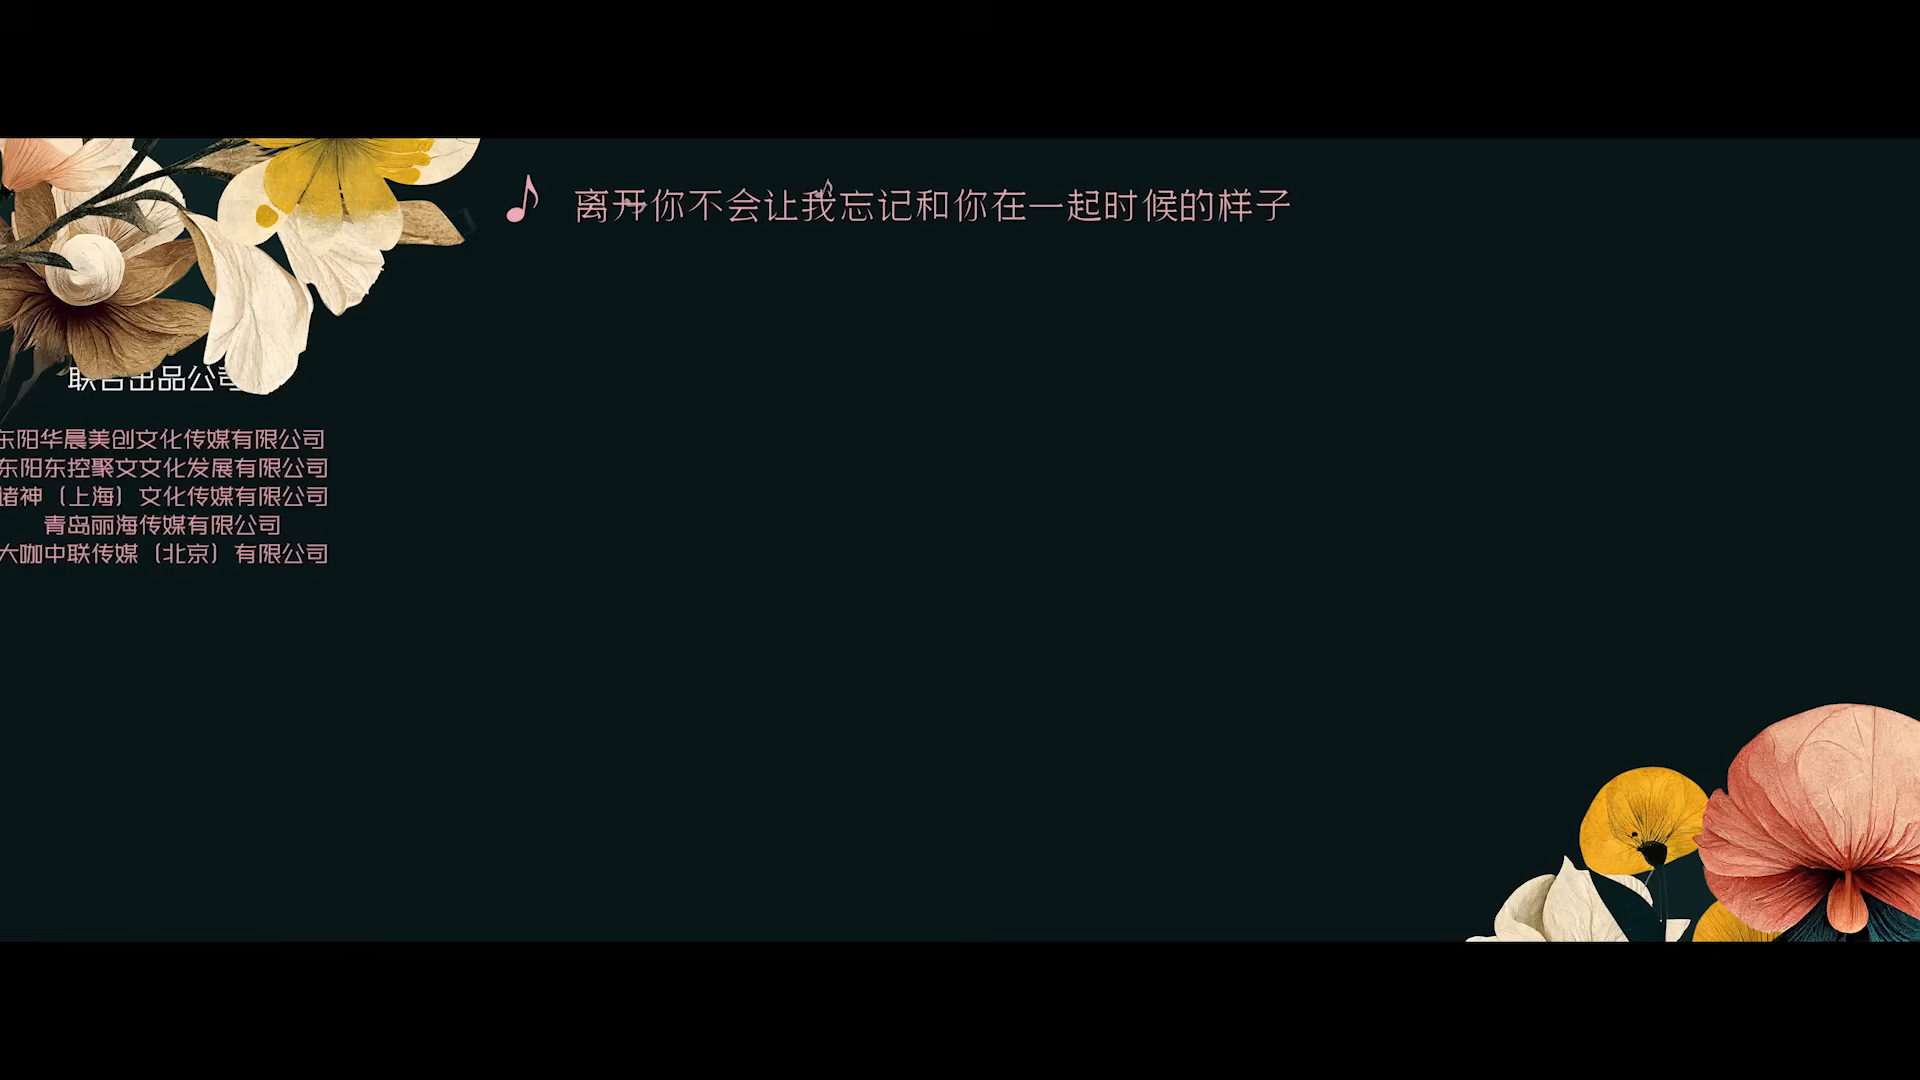 离开你不会让我忘记和你在一起时候的样子
联合出品公司
东阳华晨美创文化传媒有限公司
东阳东控聚文文化发展有限公司
诸神（上海）文化传媒有限公司
青岛丽海传媒有限公司
大咖中联传媒（北京）有限公司